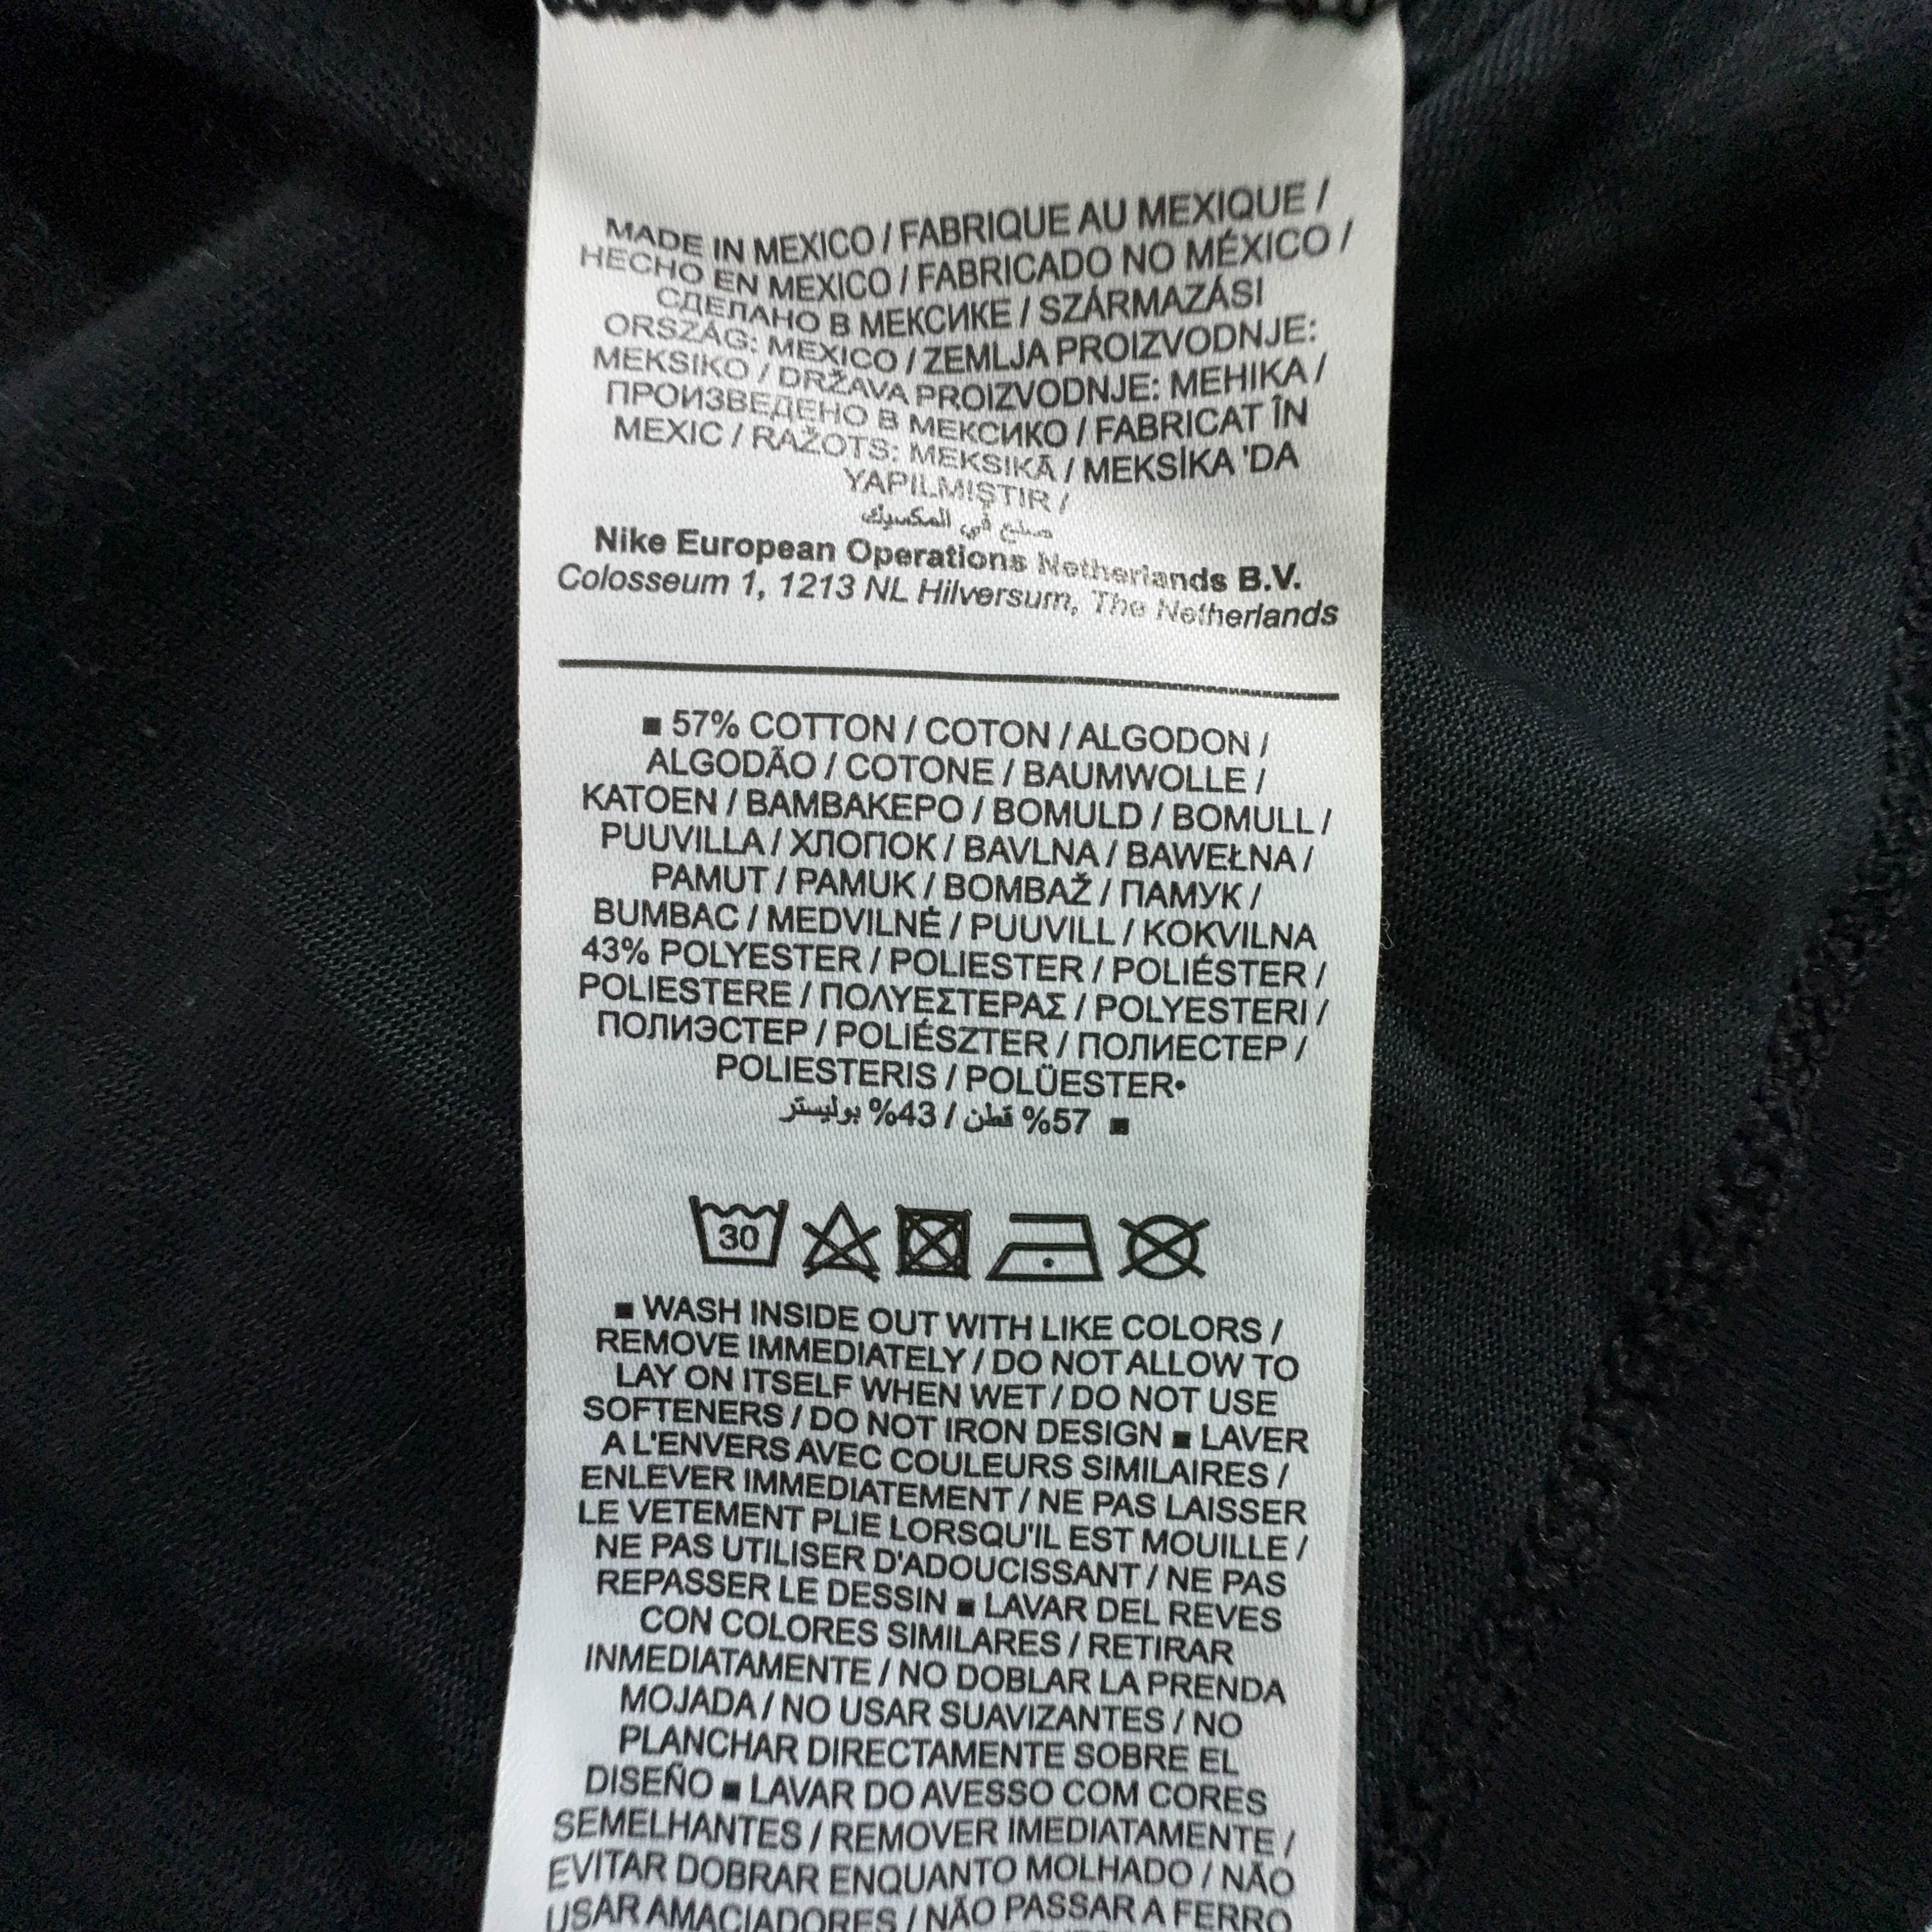 MADE IN MEXICO / FABRIQUE AU MEXIQUE /
HECHO EN MEXICO / FABRICADO NO MÉXICO /
СДЕЛАНО В МЕКСИКЕ / SZÁRMAZÁSI
ORSZÁG: MEXICO / ZEMLJA PROIZVODNJE:
MEKSIKO / DRŽAVA PROIZVODNJE: MEHIKA /
ПРОИЗВЕДЕНО В МЕКСИКО / FABRICAT ÎN
MEXIC / RAŽOTS: MEKSIKĀ / MEKSİKA 'DA
YAPILMIŞTIR /
صنع في المكسيك
Nike European Operations Netherlands B.V.
Colosseum 1, 1213 NL Hilversum, The Netherlands
■ 57% COTTON / COTON / ALGODON /
ALGODÃO / COTONE / BAUMWOLLE /
KATOEN / ΒΑΜΒΑΚΕΡΟ / BOMULD / BOMULL /
PUUVILLA / ХЛОПОК / BAVLNA / BAWEŁNA /
PAMUT / PAMUK / BOMBAŽ / ПАМУК /
BUMBAC / MEDVILNĖ / PUUVILL / KOKVILNA
43% POLYESTER / POLIESTER / POLIÉSTER /
POLIESTERE / ΠΟΛΥΕΣΤΕΡΑΣ / POLYESTERI /
ПОЛИЭСТЕР / POLIÉSZTER / ПОЛИЕСТЕР /
POLIESTERIS / POLÜESTER•
■ 57% قطن / 43% بوليستر
30
■ WASH INSIDE OUT WITH LIKE COLORS /
REMOVE IMMEDIATELY / DO NOT ALLOW TO
LAY ON ITSELF WHEN WET / DO NOT USE
SOFTENERS / DO NOT IRON DESIGN ■ LAVER
A L'ENVERS AVEC COULEURS SIMILAIRES /
ENLEVER IMMEDIATEMENT / NE PAS LAISSER
LE VETEMENT PLIE LORSQU'IL EST MOUILLE /
NE PAS UTILISER D'ADOUCISSANT / NE PAS
REPASSER LE DESSIN ■ LAVAR DEL REVES
CON COLORES SIMILARES / RETIRAR
INMEDIATAMENTE / NO DOBLAR LA PRENDA
MOJADA / NO USAR SUAVIZANTES / NO
PLANCHAR DIRECTAMENTE SOBRE EL
DISEÑO ■ LAVAR DO AVESSO COM CORES
SEMELHANTES / REMOVER IMEDIATAMENTE /
EVITAR DOBRAR ENQUANTO MOLHADO / NÃO
USAR AMACIADORES / NÃO PASSAR A FERRO